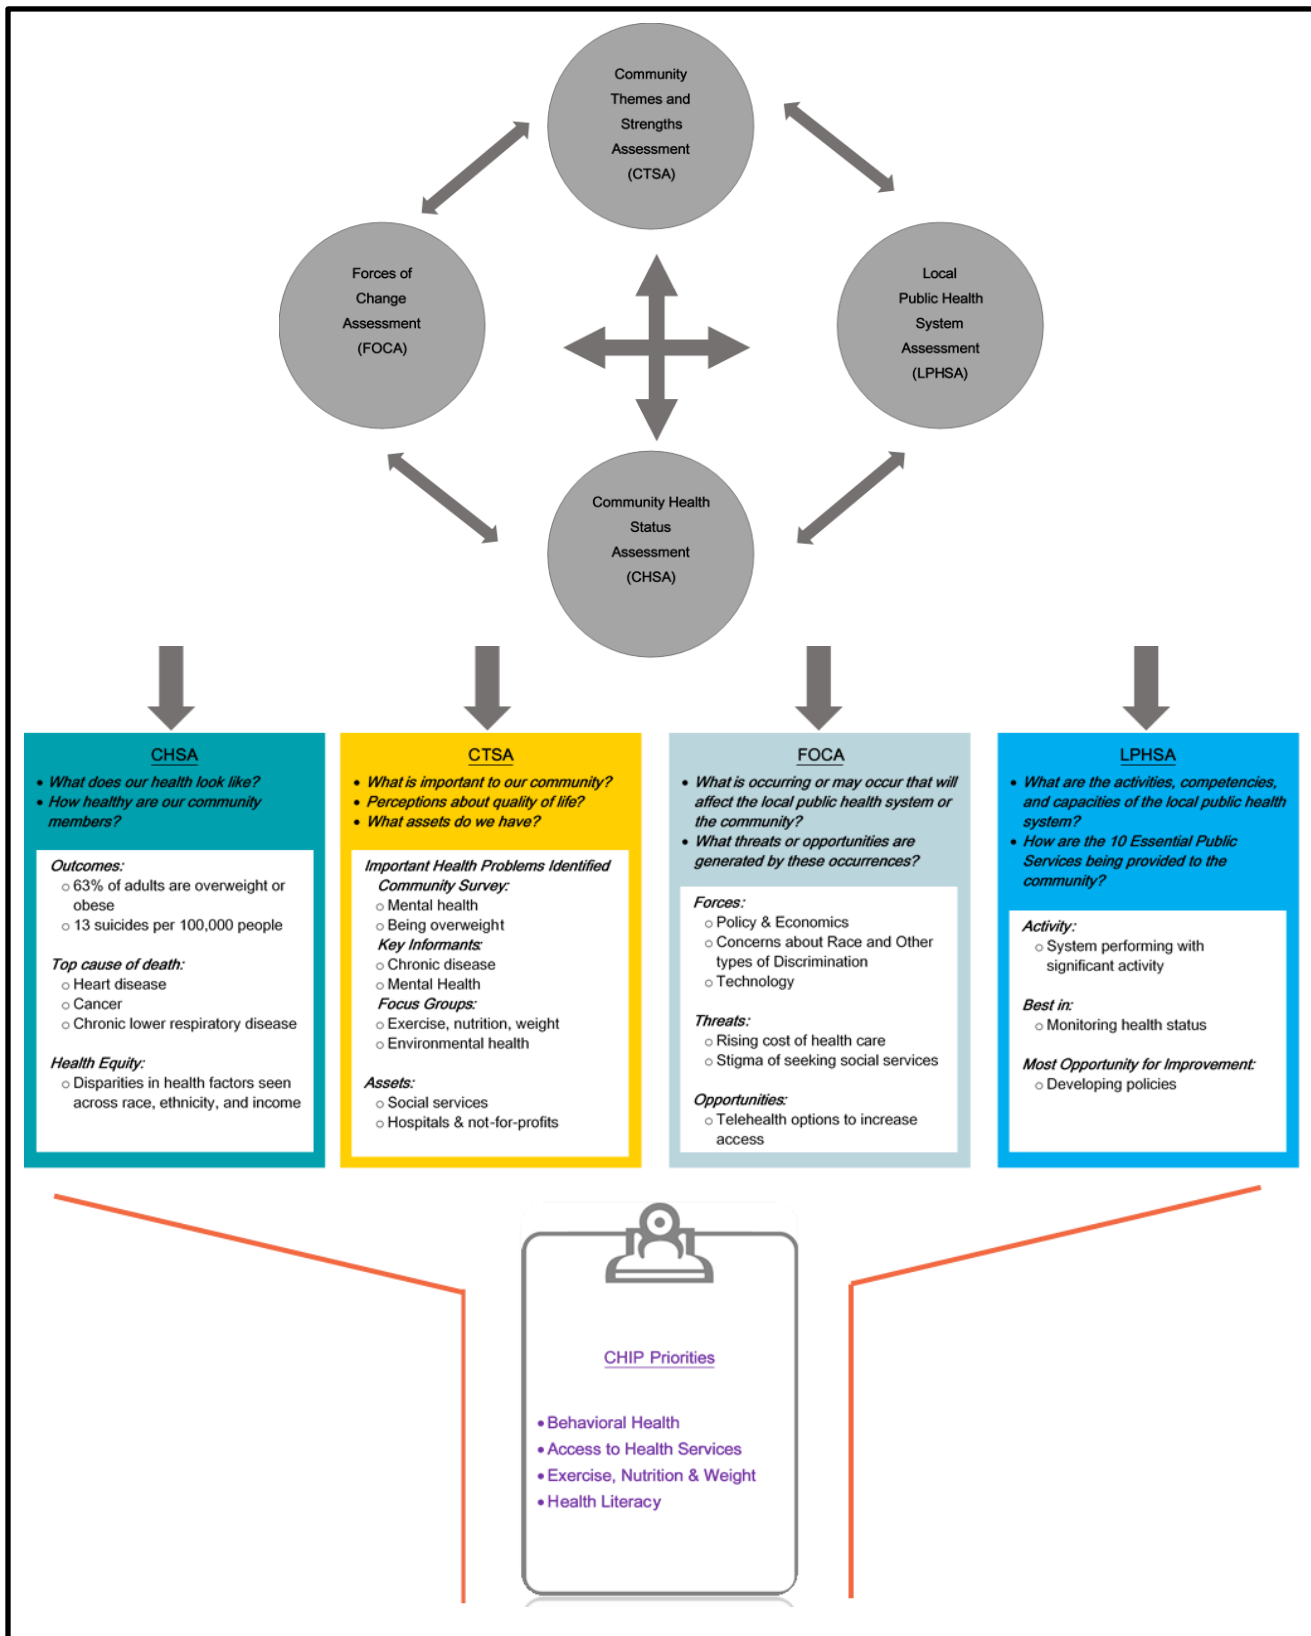 Community
Themes and
Strengths
Assessment
(CTSA)
Forces of
Change
Assessment
(FOCA)
Local
Public Health
System
Assessment
(LPHSA)
Community Health
Status
Assessment
(CHSA)
CHSA
• What does our health look like?
• How healthy are our community
members?
Outcomes:
o 63% of adults are overweight or
obese
o 13 suicides per 100,000 people
Top cause of death:
o Heart disease
o Cancer
o Chronic lower respiratory disease
Health Equity:
o Disparities in health factors seen
across race, ethnicity, and income
CTSA
• What is important to our community?
• Perceptions about quality of life?
• What assets do we have?
Important Health Problems Identified
Community Survey:
o Mental health
o Being overweight
Key Informants:
o Chronic disease
o Mental Health
Focus Groups:
o Exercise, nutrition, weight
o Environmental health
Assets:
o Social services
o Hospitals & not-for-profits
FOCA
• What is occurring or may occur that will
affect the local public health system or
the community?
• What threats or opportunities are
generated by these occurrences?
Forces:
o Policy & Economics
o Concerns about Race and Other
types of Discrimination
o Technology
Threats:
o Rising cost of health care
o Stigma of seeking social services
Opportunities:
o Telehealth options to increase
access
LPHSA
• What are the activities, competencies,
and capacities of the local public health
system?
• How are the 10 Essential Public
Services being provided to the
community?
Activity:
o System performing with
significant activity
Best in:
o Monitoring health status
Most Opportunity for Improvement:
o Developing policies
CHIP Priorities
• Behavioral Health
• Access to Health Services
• Exercise, Nutrition & Weight
• Health Literacy